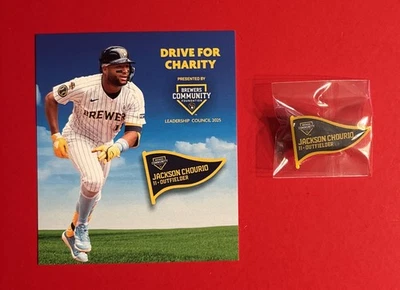 DRIVE FOR
CHARITY
PRESENTED BY
BREWERS
COMMUNITY
FOUNDATION
LEADERSHIP COUNCIL 2025
BREWE
JACKSON CHOURIO
11 - OUTFIELDER
JACKSON CHOURIO
11 - OUTFIELDER